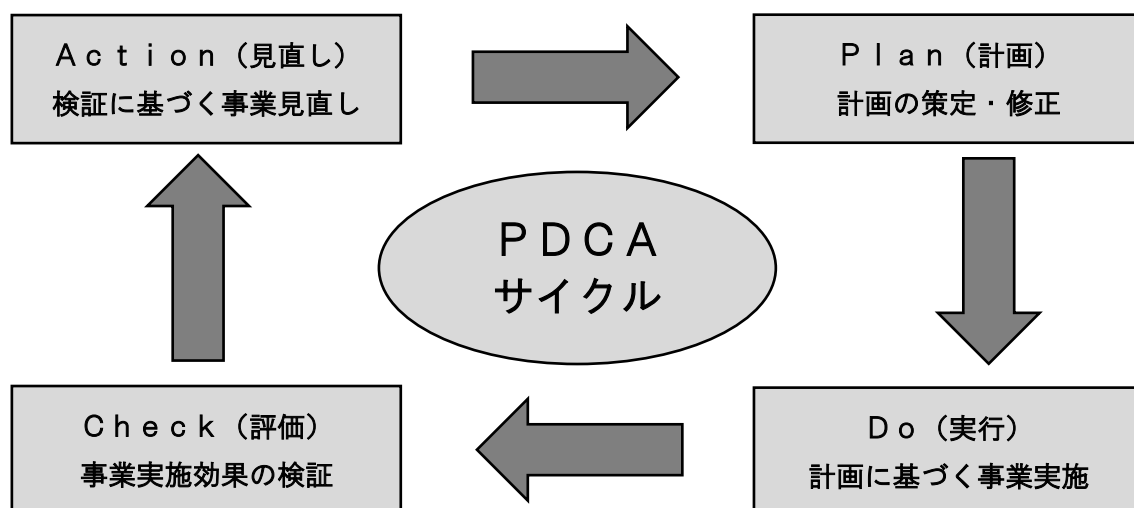 Ａｃｔｉｏｎ（見直し）
検証に基づく事業見直し
Ｐｌａｎ（計画）
計画の策定・修正
ＰＤＣＡ
サイクル
Ｃｈｅｃｋ（評価）
事業実施効果の検証
Ｄｏ（実行）
計画に基づく事業実施